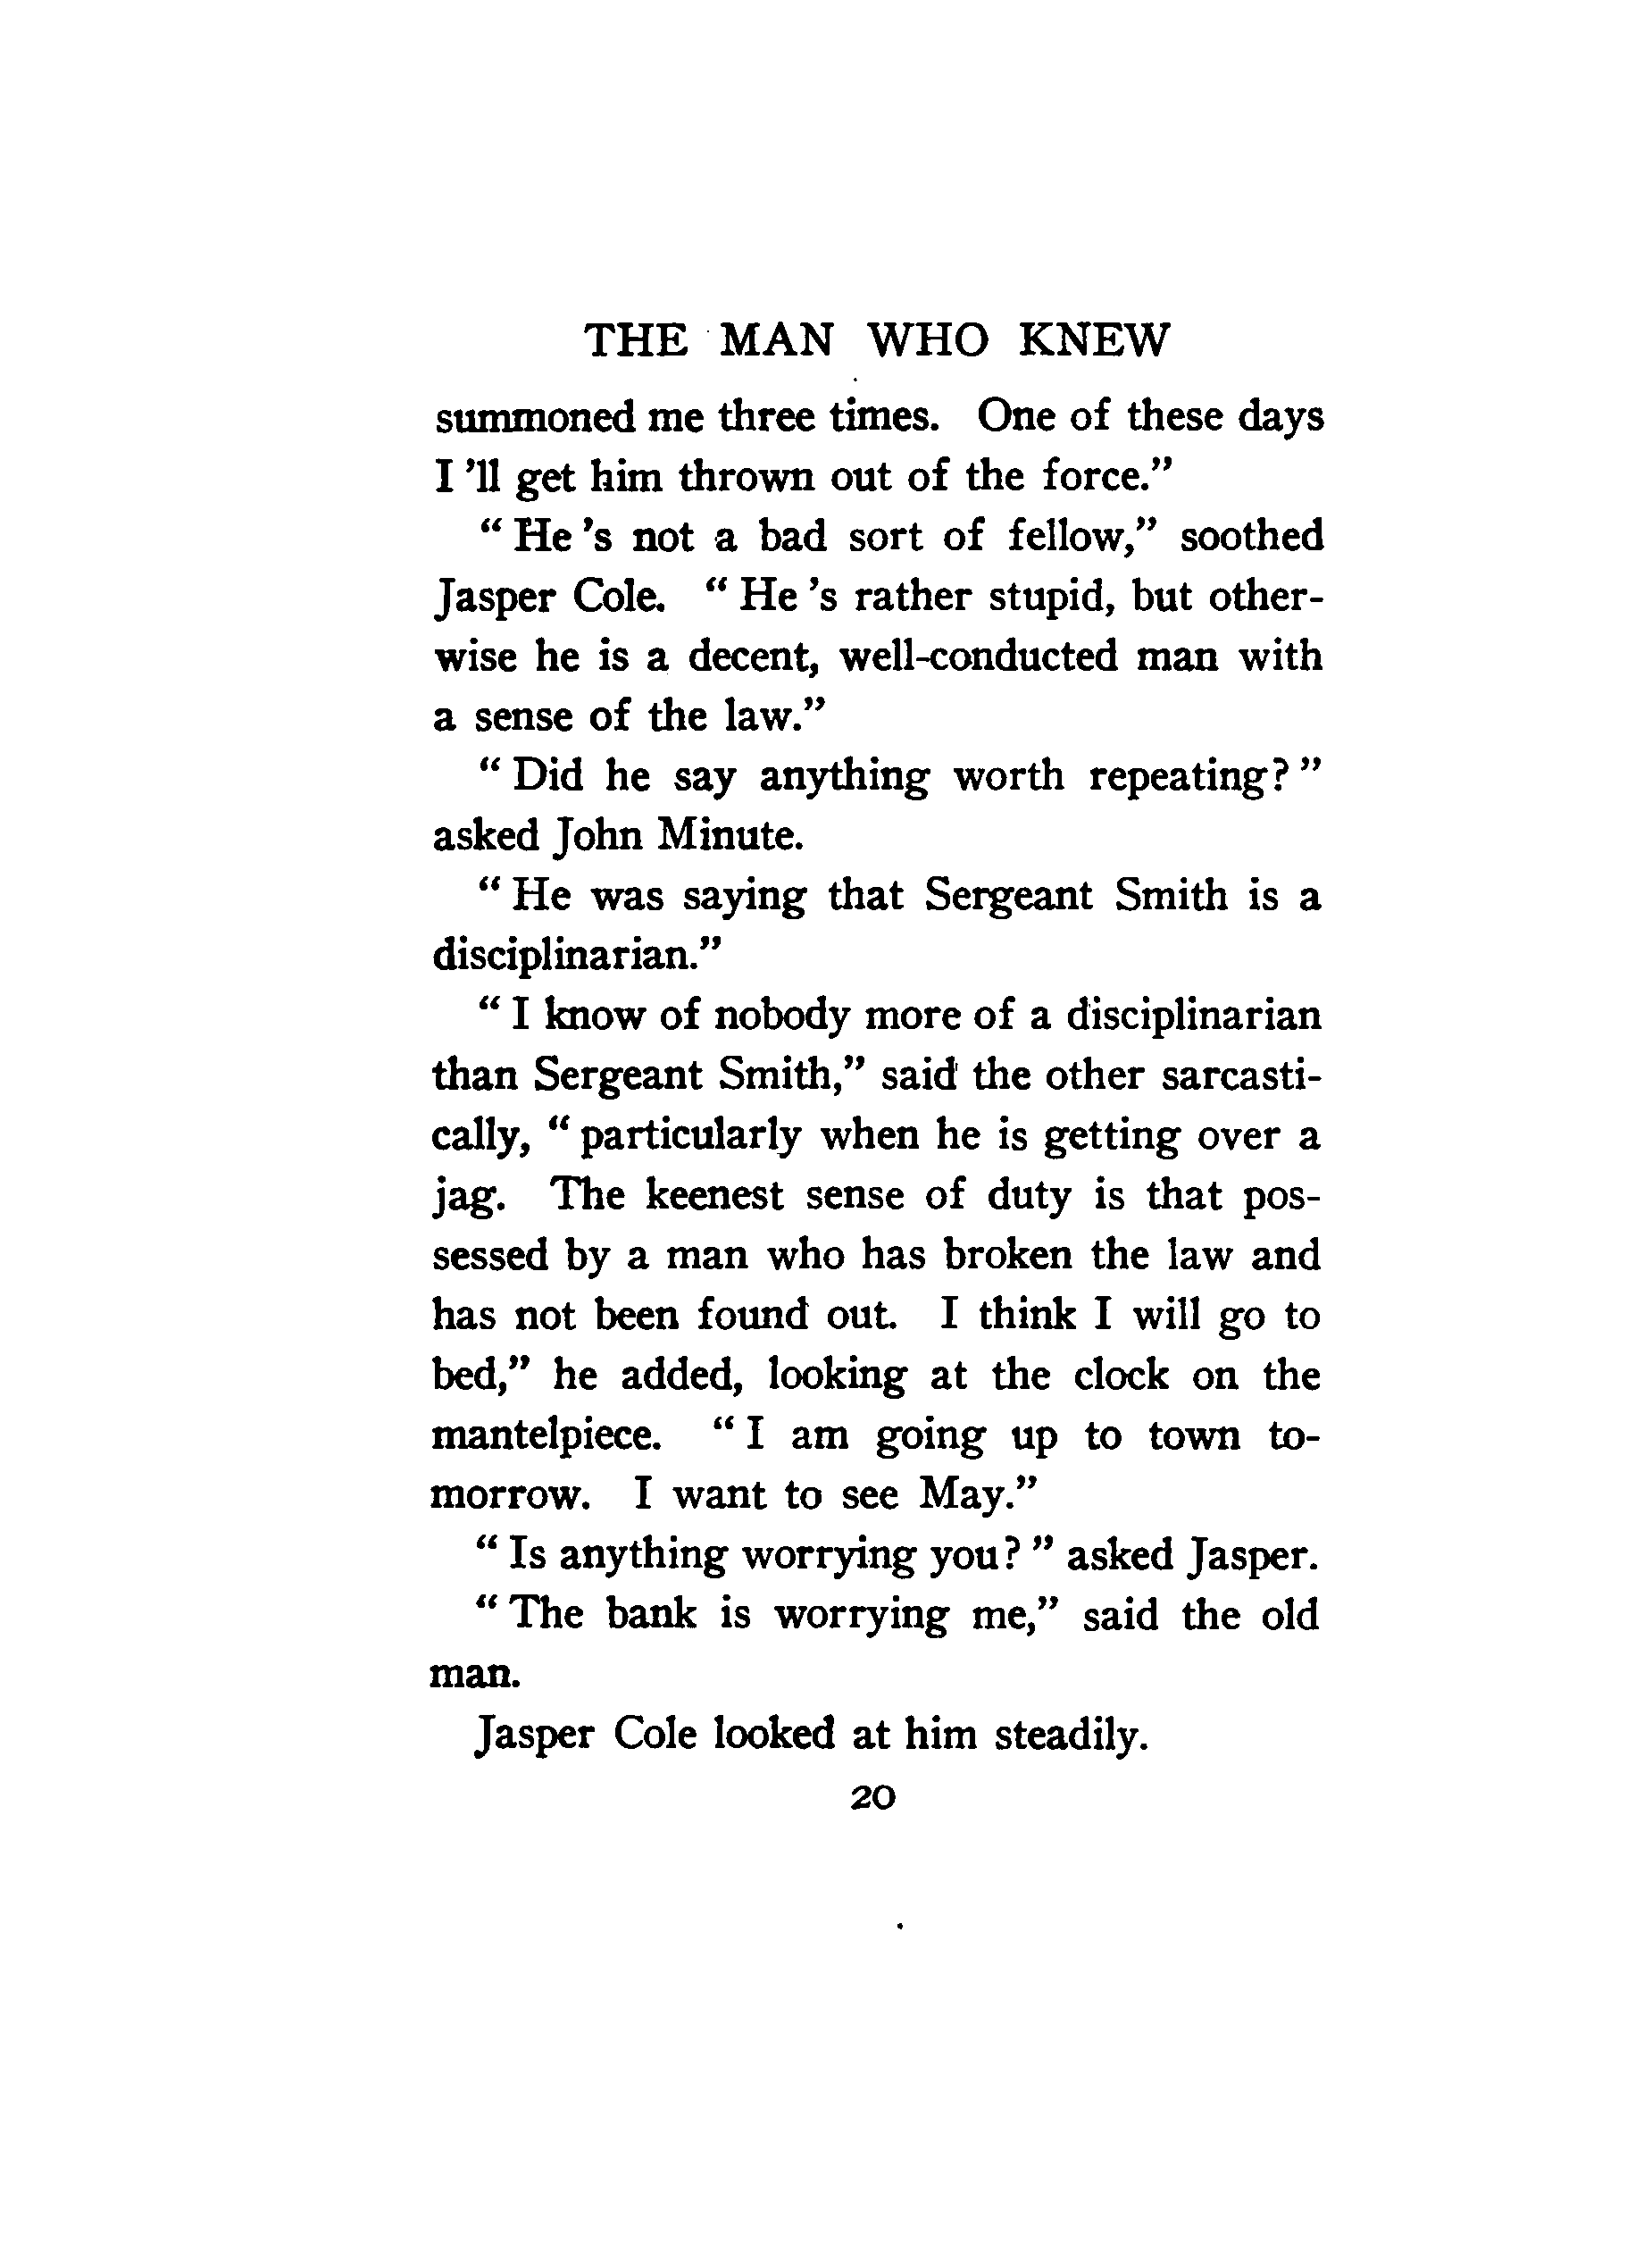 THE MAN WHO KNEW
summoned me three times. One of these days
I 'll get him thrown out of the force."
" He 's not a bad sort of fellow," soothed
Jasper Cole. " He 's rather stupid, but other-
wise he is a decent, well-conducted man with
a sense of the law."
" Did he say anything worth repeating? "
asked John Minute.
" He was saying that Sergeant Smith is a
disciplinarian."
" I know of nobody more of a disciplinarian
than Sergeant Smith," said the other sarcasti-
cally, " particularly when he is getting over a
jag. The keenest sense of duty is that pos-
sessed by a man who has broken the law and
has not been found out. I think I will go to
bed," he added, looking at the clock on the
mantelpiece. " I am going up to town to-
morrow. I want to see May."
" Is anything worrying you? " asked Jasper.
" The bank is worrying me," said the old
man.
Jasper Cole looked at him steadily.
20